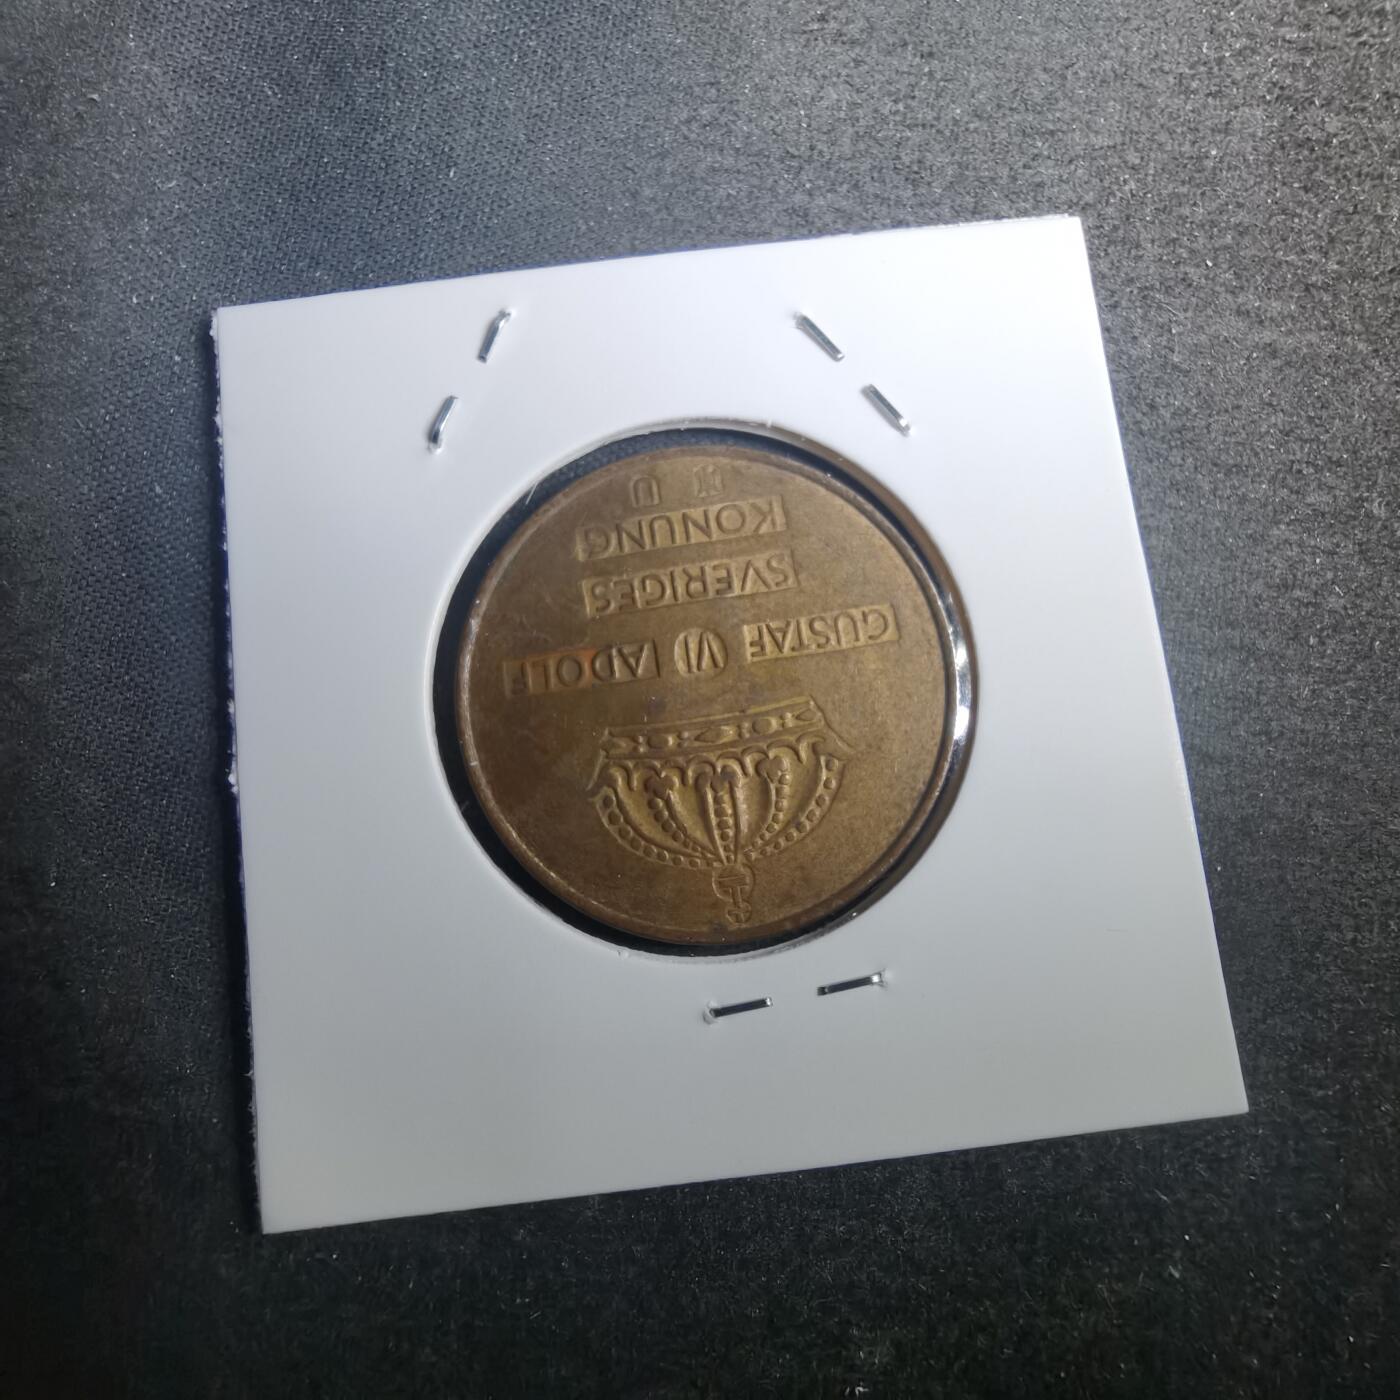 GUSTAF VI ADOLF
SVERIGES
KONUNG
U